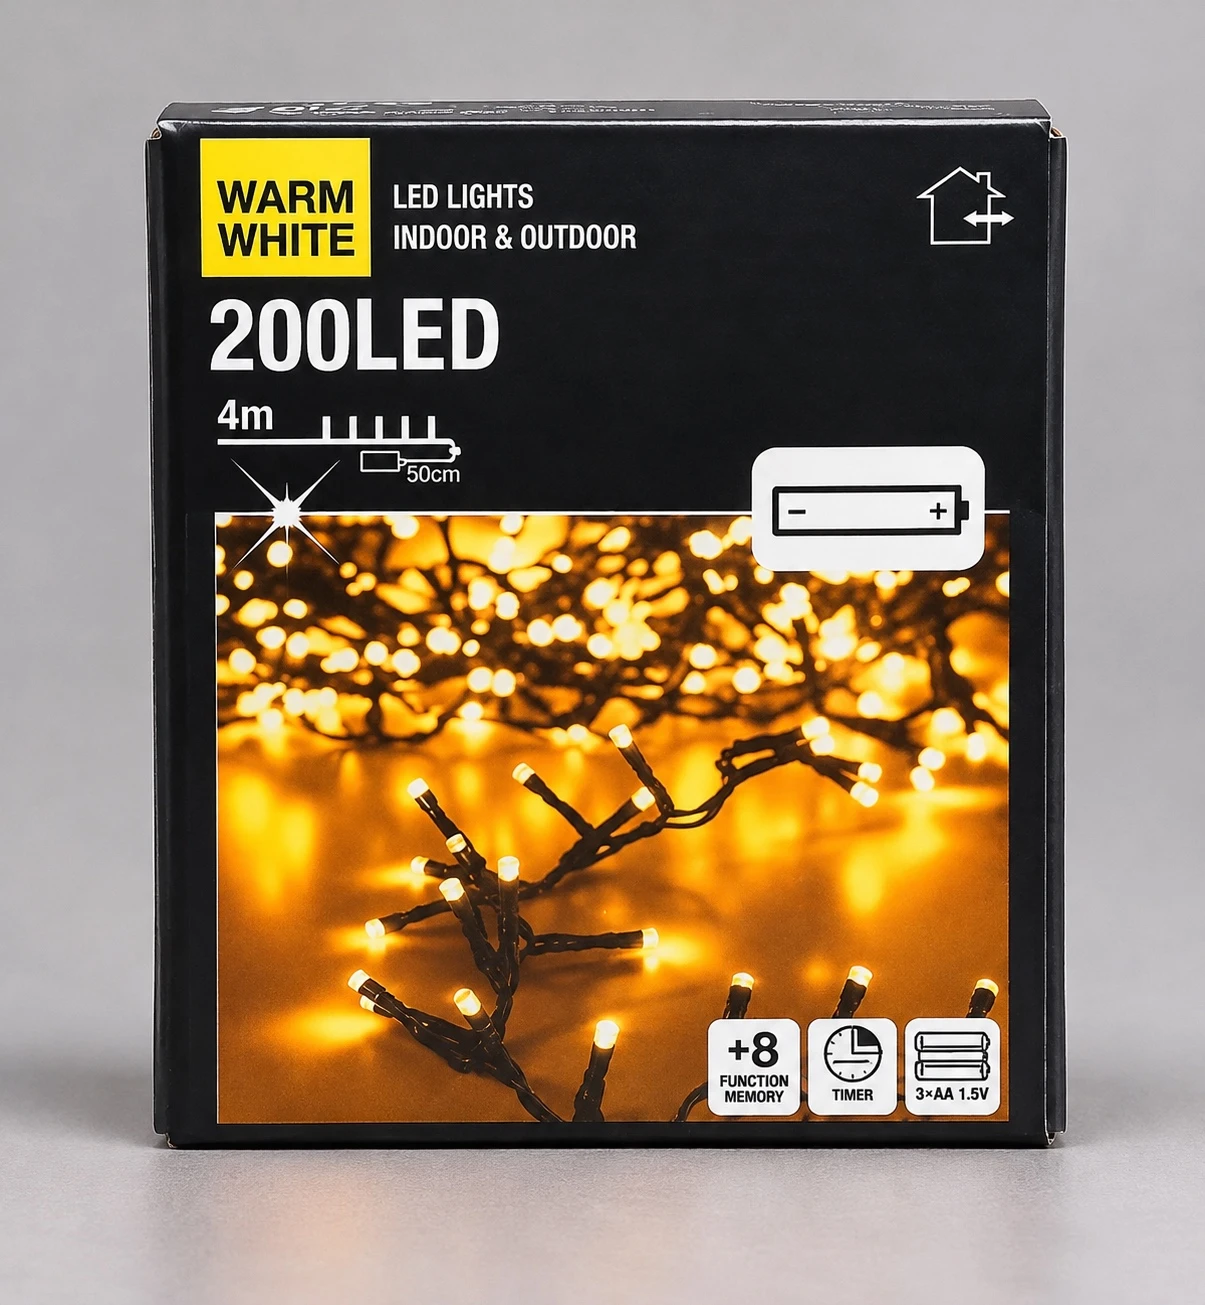 WARM
WHITE
LED LIGHTS
INDOOR & OUTDOOR
200LED
4m
50cm
- +
+8
FUNCTION
MEMORY
TIMER
3×AA 1.5V